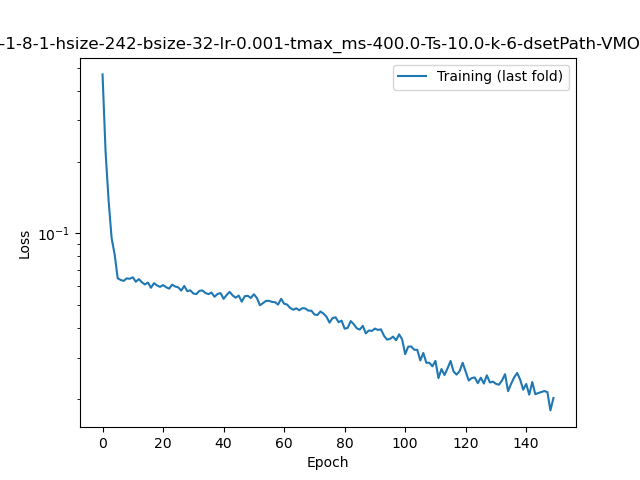 -1-8-1-hsize-242-bsize-32-lr-0.001-tmax_ms-400.0-Ts-10.0-k-6-dsetPath-VMO
Training (last fold)
Loss
10⁻¹
0 20 40 60 80 100 120 140
Epoch